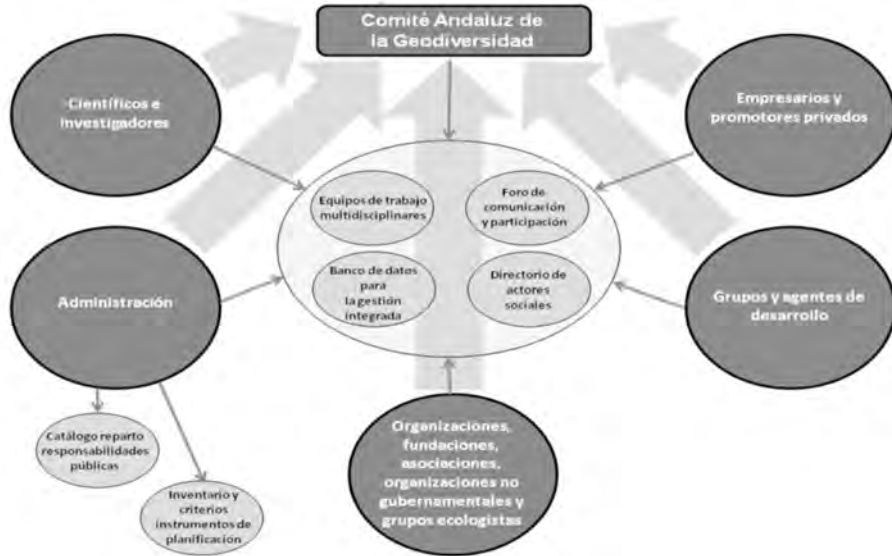 Comité Andaluz de
la Geodiversidad
Científicos e
investigadores
Empresarios y
promotores privados
Equipos de trabajo
multidisciplinares
Foro de
comunicación
y participación
Banco de datos
para
la gestión
integrada
Directorio de
actores
sociales
Administración
Grupos y agentes de
desarrollo
Catálogo reparto
responsabilidades
públicas
Inventario y
criterios
instrumentos de
planificación
Organizaciones,
fundaciones,
asociaciones,
organizaciones no
gubernamentales y
grupos ecologistas